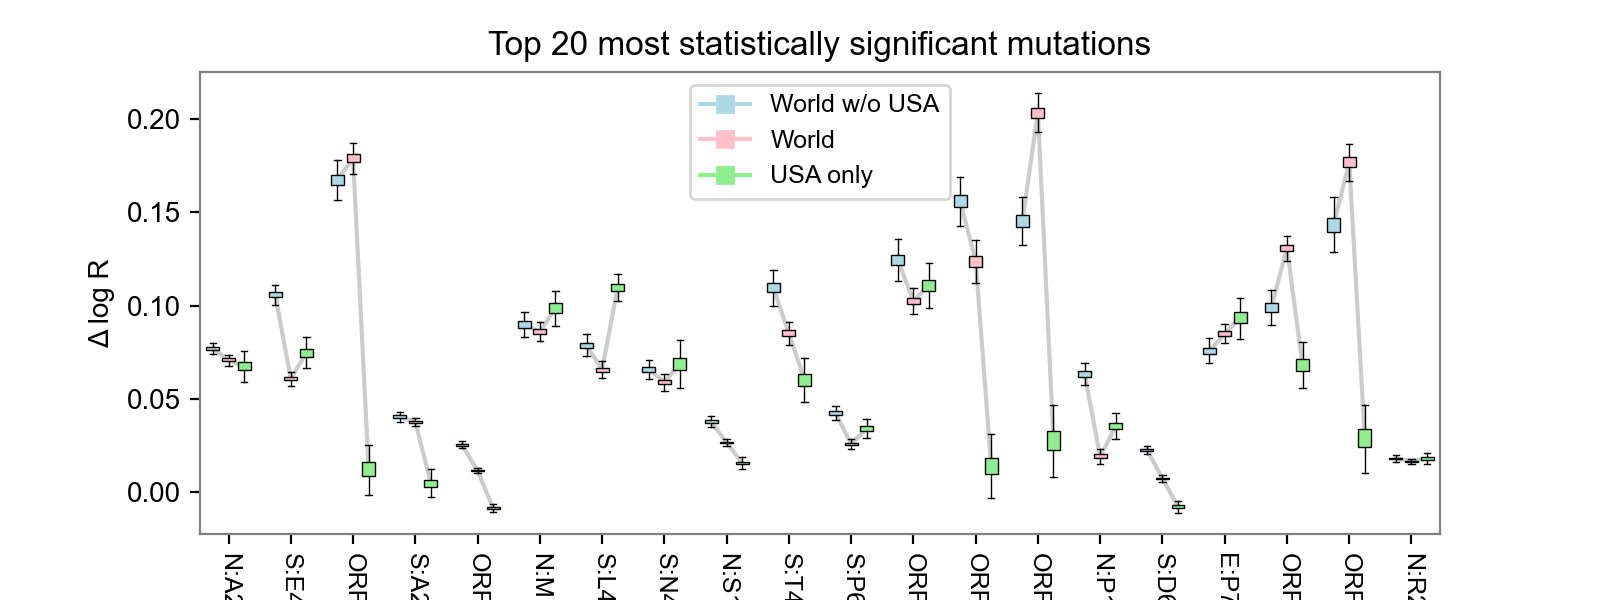 Top 20 most statistically significant mutations
World w/o USA
World
USA only
Δ log R
0.20
0.15
0.10
0.05
0.00
N:A2
S:E4
ORF
S:A2
ORF
N:M
S:L4
S:N4
N:S
S:T4
S:P6
ORF
ORF
ORF
N:P
S:D6
E:P7
ORF
ORF
N:R2